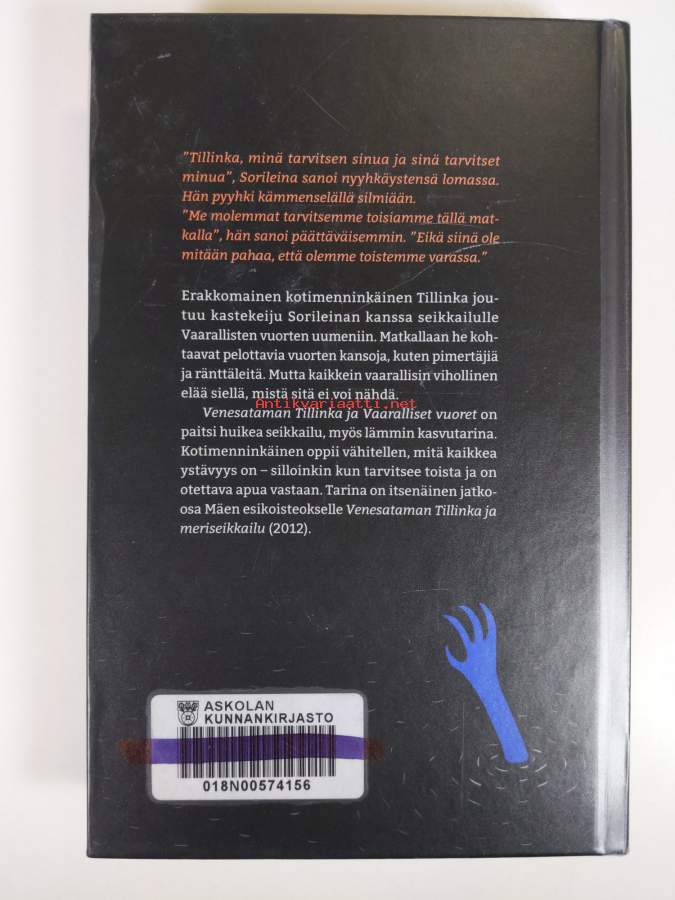 "Tillinka, minä tarvitsen sinua ja sinä tarvitset
minua", Sorileina sanoi nyyhkäystensä lomassa.
Hän pyyhki kämmenselällä silmiään.
"Me molemmat tarvitsemme toisiamme tällä mat-
kalla", hän sanoi päättäväisemmin. "Eikä siinä ole
mitään pahaa, että olemme toistemme varassa."
Erakkomainen kotimenninkäinen Tillinka jou-
tuu kastekeiju Sorileinan kanssa seikkailulle
Vaarallisten vuorten uumeniin. Matkallaan he koh-
taavat pelottavia vuorten kansoja, kuten pimertäjiä
ja ränttäleitä. Mutta kaikkein vaarallisin vihollinen
elää siellä, mistä sitä ei voi nähdä.
Antikvariaatti.net
Venesataman Tillinka ja Vaaralliset vuoret on
paitsi huikea seikkailu, myös lämmin kasvutarina.
Kotimenninkäinen oppii vähitellen, mitä kaikkea
ystävyys on – silloinkin kun tarvitsee toista ja on
otettava apua vastaan. Tarina on itsenäinen jatko-
osa Mäen esikoisteokselle Venesataman Tillinka ja
meriseikkailu (2012).
ASKOLAN
KUNNANKIRJASTO
018N00574156